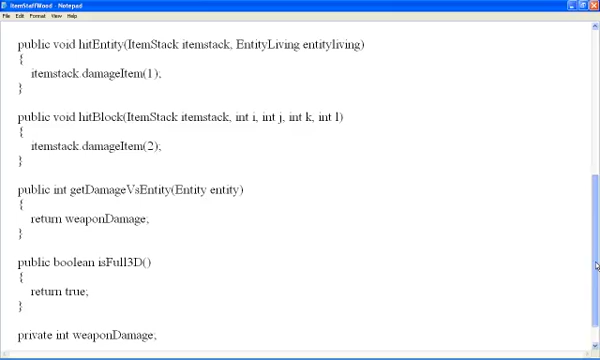 ItemStaffWood - Notepad
File Edit Format View Help
public void hitEntity(ItemStack itemstack, EntityLiving entityliving)
{
itemstack.damageItem(1);
}
public void hitBlock(ItemStack itemstack, int i, int j, int k, int l)
{
itemstack.damageItem(2);
}
public int getDamageVsEntity(Entity entity)
{
return weaponDamage;
}
public boolean isFull3D()
{
return true;
}
private int weaponDamage;